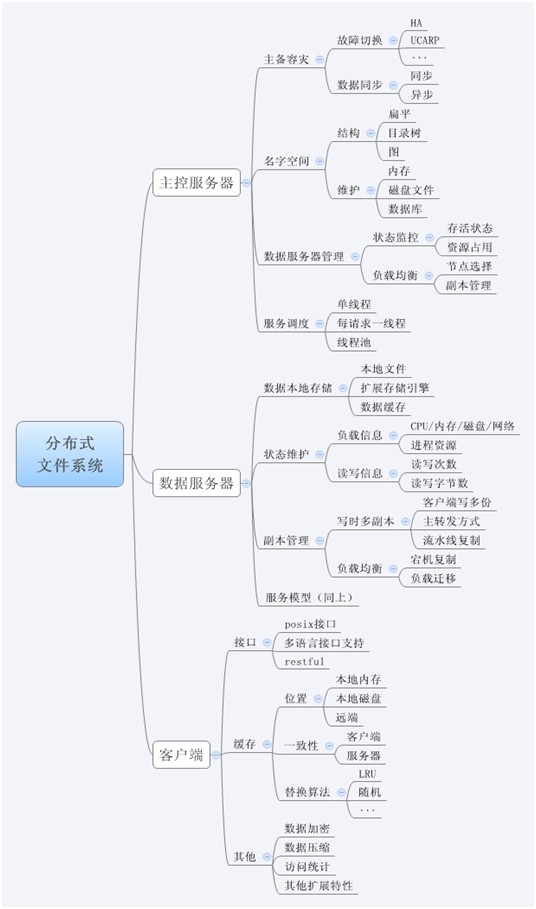 分布式
文件系统
主控服务器
主备容灾
故障切换
HA
UCARP
...
数据同步
同步
异步
名字空间
结构
扁平
目录树
图
维护
内存
磁盘文件
数据库
数据服务器管理
状态监控
存活状态
资源占用
负载均衡
节点选择
副本管理
服务调度
单线程
每请求一线程
线程池
数据服务器
数据本地存储
本地文件
扩展存储引擎
数据缓存
状态维护
负载信息
CPU/内存/磁盘/网络
进程资源
读写信息
读写次数
读写字节数
副本管理
写时多副本
客户端写多份
主转发方式
流水线复制
负载均衡
宕机复制
负载迁移
服务模型（同上）
客户端
接口
posix接口
多语言接口支持
restful
缓存
位置
本地内存
本地磁盘
远端
一致性
客户端
服务器
替换算法
LRU
随机
...
其他
数据加密
数据压缩
访问统计
其他扩展特性